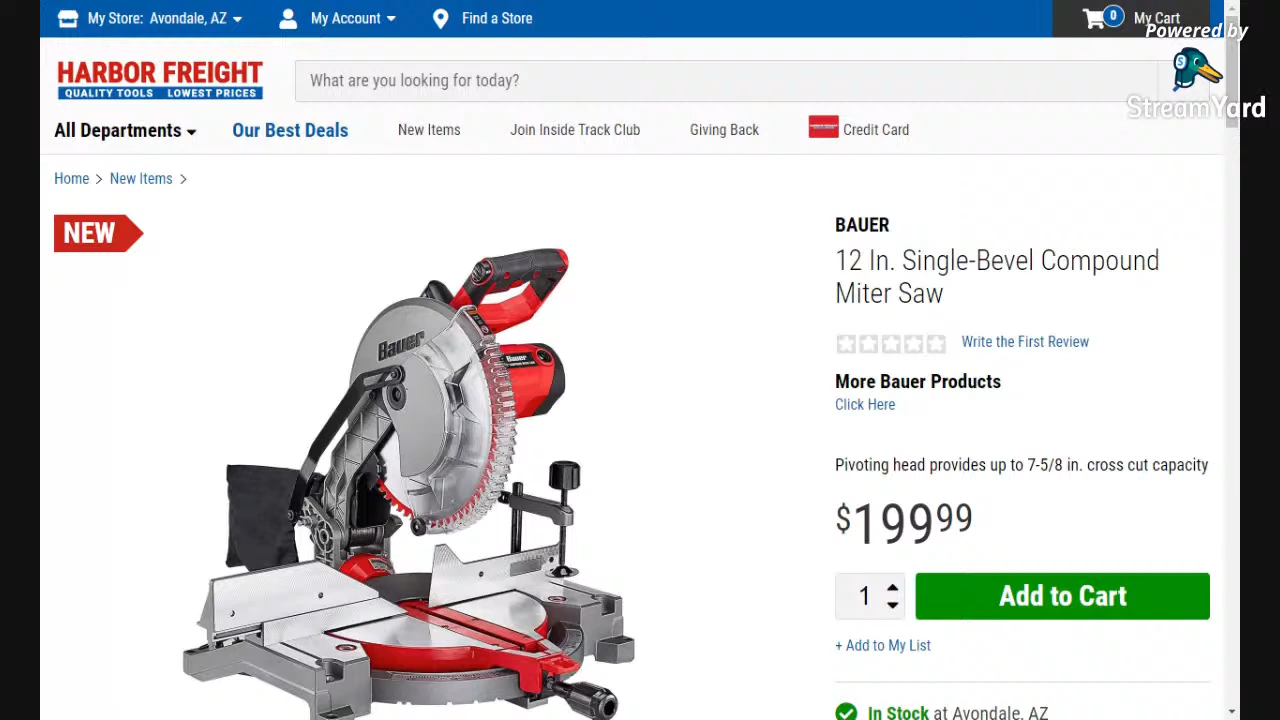 My Store: Avondale, AZ
My Account
Find a Store
0
My Cart
Powered by
StreamYard
HARBOR FREIGHT
QUALITY TOOLS LOWEST PRICES
What are you looking for today?
All Departments
Our Best Deals
New Items
Join Inside Track Club
Giving Back
Credit Card
Home > New Items >
NEW
Bauer
Bauer
BAUER
12 In. Single-Bevel Compound
Miter Saw
Write the First Review
More Bauer Products
Click Here
Pivoting head provides up to 7-5/8 in. cross cut capacity
$199 99
1
Add to Cart
+ Add to My List
In Stock at Avondale, AZ